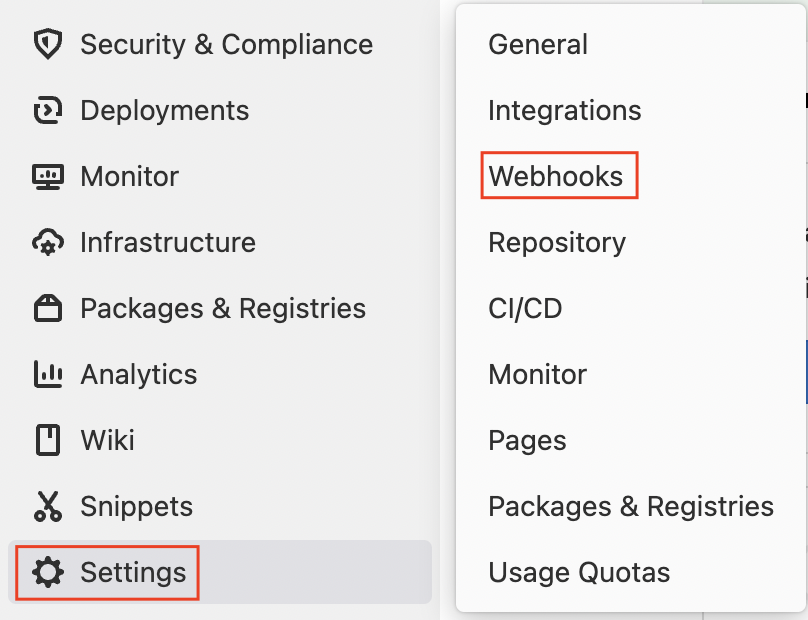 Security & Compliance
Deployments
Monitor
Infrastructure
Packages & Registries
Analytics
Wiki
Snippets
Settings
General
Integrations
Webhooks
Repository
CI/CD
Monitor
Pages
Packages & Registries
Usage Quotas